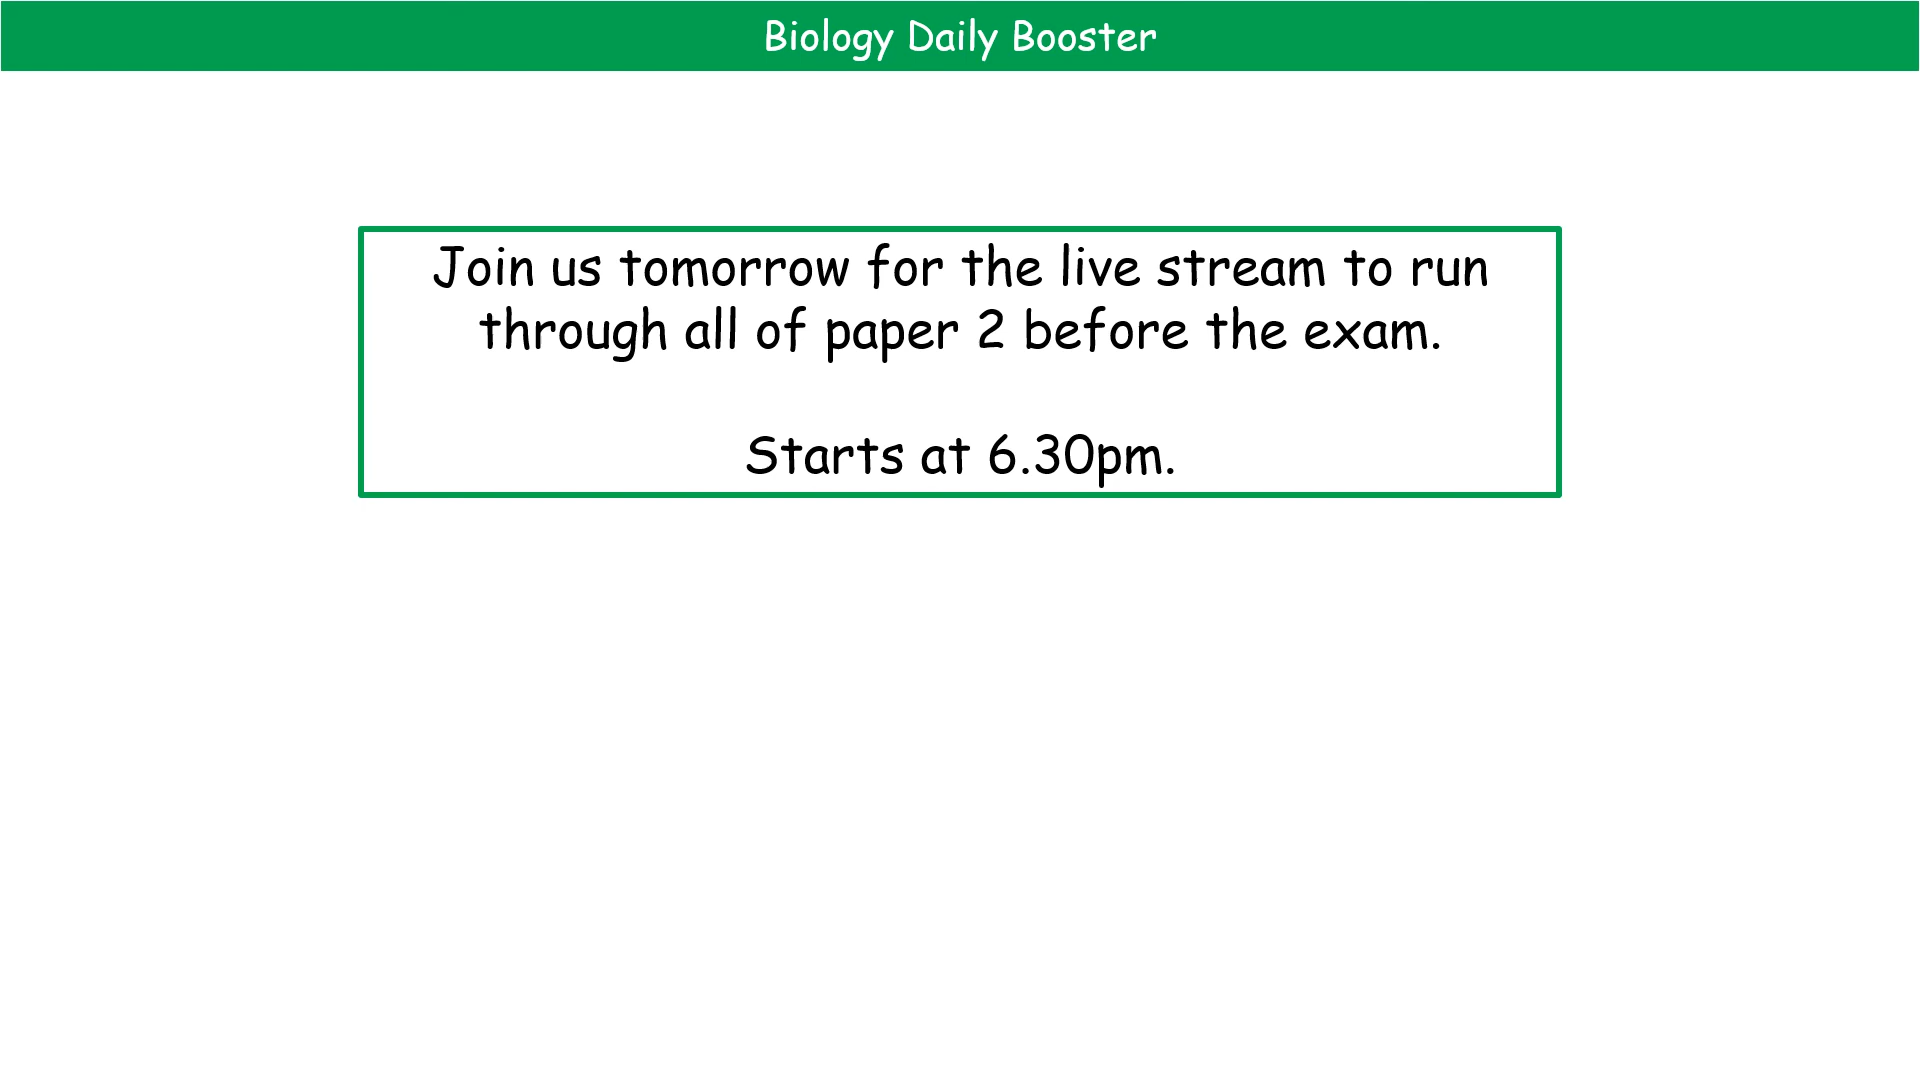 Biology Daily Booster
Join us tomorrow for the live stream to run
through all of paper 2 before the exam.
Starts at 6.30pm.